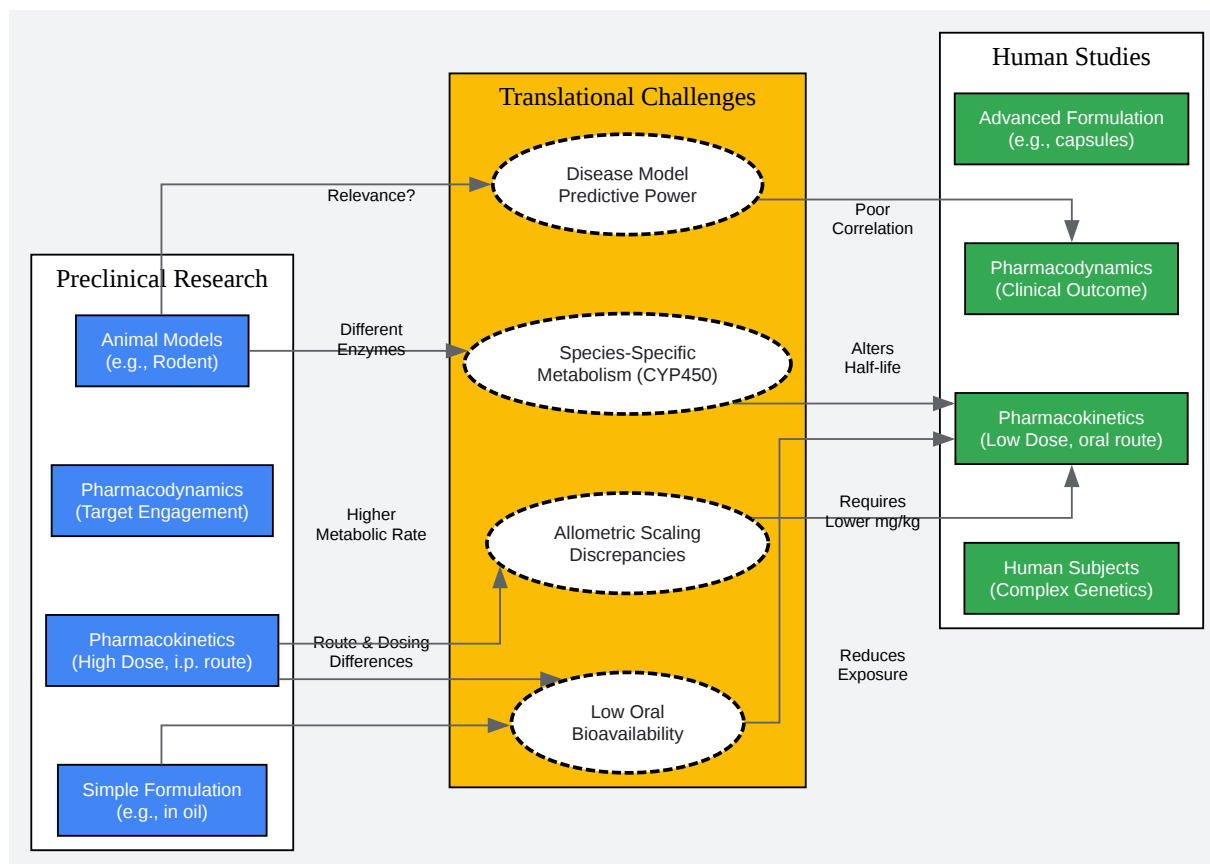 Preclinical Research
Animal Models
(e.g., Rodent)
Pharmacodynamics
(Target Engagement)
Pharmacokinetics
(High Dose, i.p. route)
Simple Formulation
(e.g., in oil)
Relevance?
Different
Enzymes
Higher
Metabolic Rate
Route & Dosing
Differences
Translational Challenges
Disease Model
Predictive Power
Species-Specific
Metabolism (CYP450)
Allometric Scaling
Discrepancies
Low Oral
Bioavailability
Poor
Correlation
Alters
Half-life
Requires
Lower mg/kg
Reduces
Exposure
Human Studies
Advanced Formulation
(e.g., capsules)
Pharmacodynamics
(Clinical Outcome)
Pharmacokinetics
(Low Dose, oral route)
Human Subjects
(Complex Genetics)